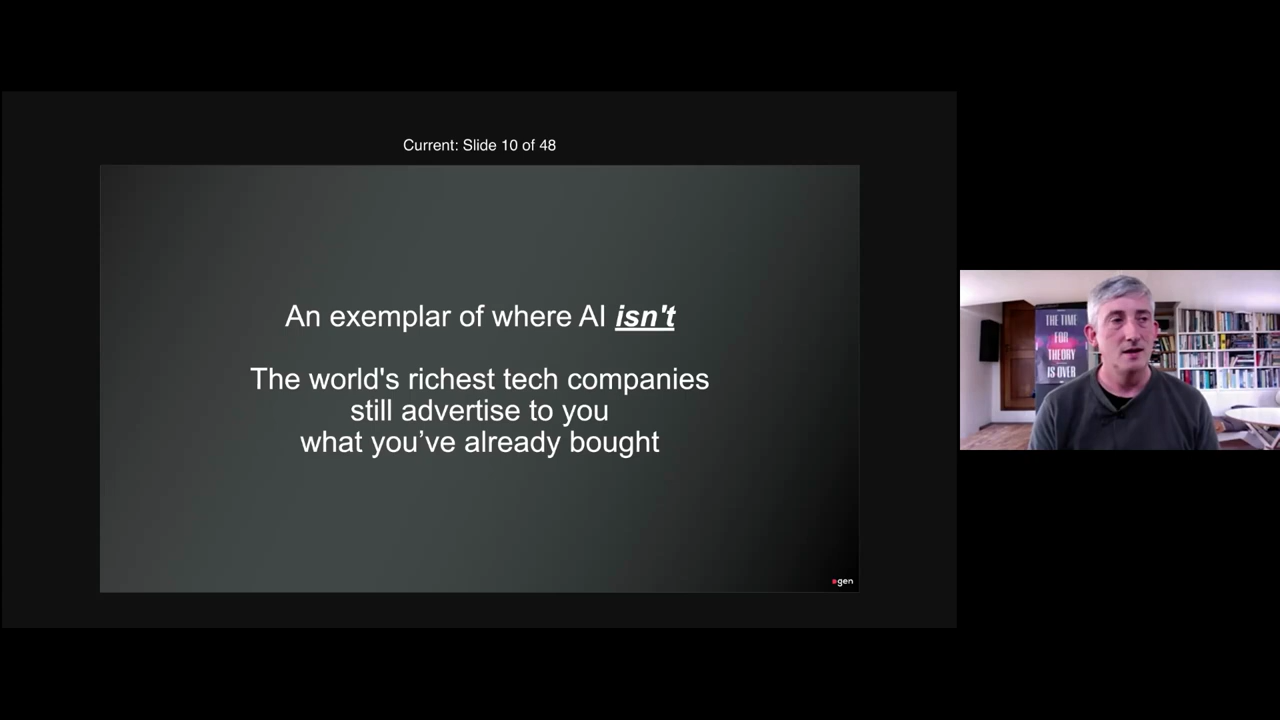 Current: Slide 10 of 48
An exemplar of where AI isn't
The world's richest tech companies
still advertise to you
what you’ve already bought
gen
THE TIME
FOR
THEORY
IS OVER